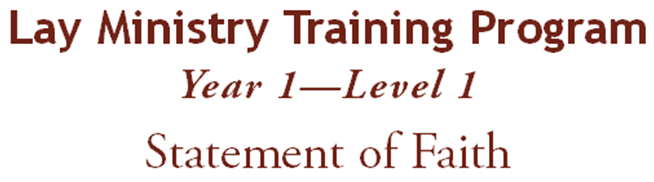 Lay Ministry Training Program
Year 1—Level 1
Statement of Faith